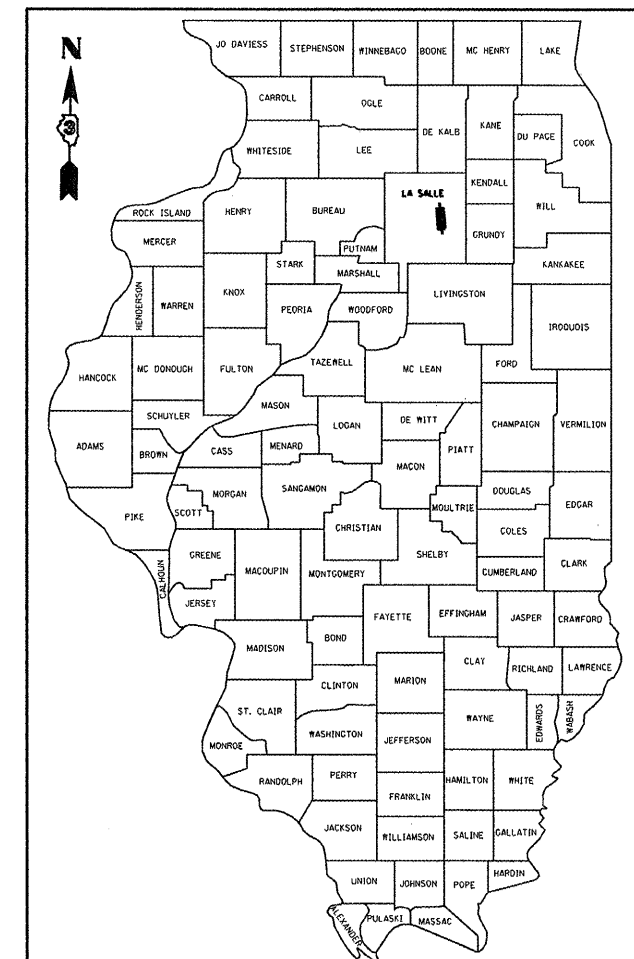 N
3
JO DAVIESS STEPHENSON WINNEBAGO BOONE MC HENRY LAKE
CARROLL OGLE DE KALB KANE DU PAGE COOK
WHITESIDE LEE
KENDALL WILL
LA SALLE
ROCK ISLAND HENRY BUREAU GRUNDY
MERCER PUTNAM
STARK MARSHALL KANKAKEE
HENDERSON WARREN KNOX PEORIA WOODFORD LIVINGSTON IROQUOIS
HANCOCK MC DONOUGH FULTON TAZEWELL MC LEAN FORD
MASON
SCHUYLER LOGAN DE WITT CHAMPAIGN VERMILION
ADAMS BROWN CASS MENARD PIATT
MACON
MORGAN SANGAMON DOUGLAS EDGAR
PIKE SCOTT CHRISTIAN MOULTRIE
COLES
GREENE MACOUPIN MONTGOMERY SHELBY CLARK
CALHOUN CUMBERLAND
JERSEY FAYETTE EFFINGHAM JASPER CRAWFORD
MADISON BOND
CLAY RICHLAND LAWRENCE
CLINTON MARION
ST. CLAIR WAYNE EDWARDS WABASH
WASHINGTON JEFFERSON
MONROE
RANDOLPH PERRY HAMILTON WHITE
FRANKLIN
JACKSON WILLIAMSON SALINE GALLATIN
UNION JOHNSON POPE HARDIN
ALEXANDER PULASKI MASSAC